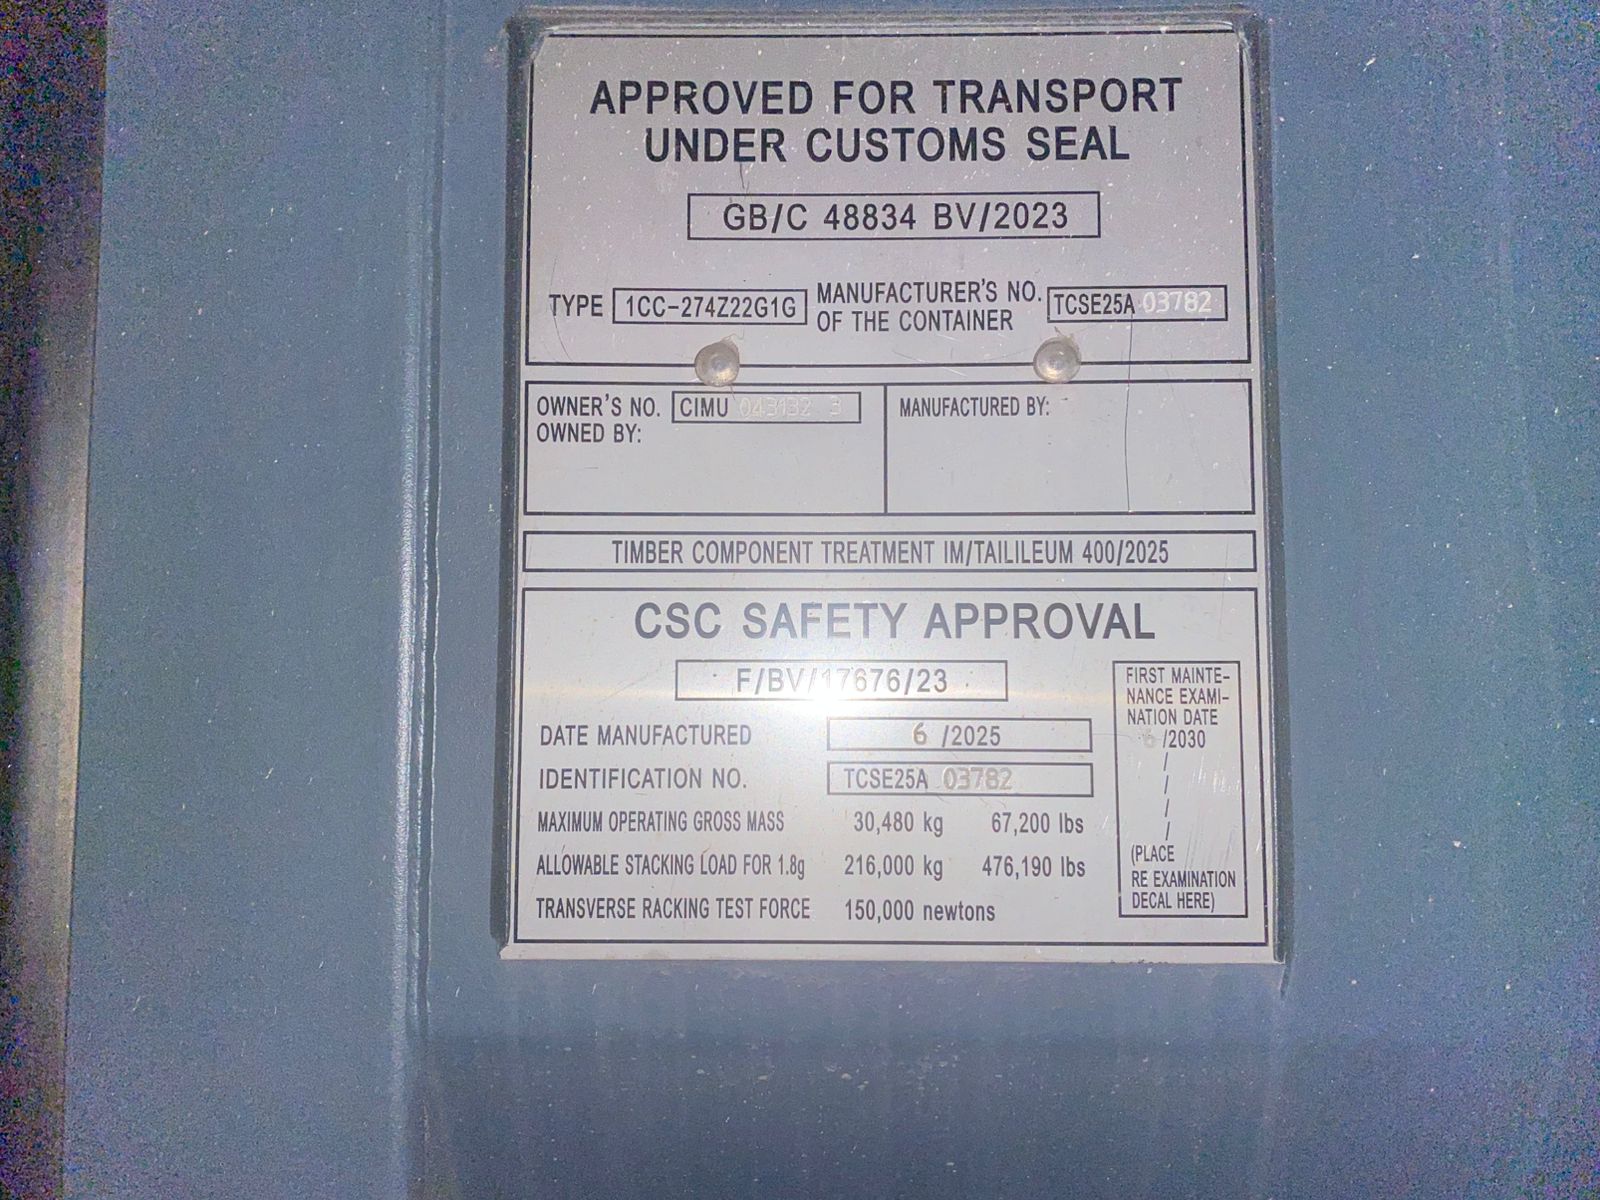 APPROVED FOR TRANSPORT
UNDER CUSTOMS SEAL
GB/C 48834 BV/2023
TYPE 1CC-274Z22G1G MANUFACTURER'S NO. OF THE CONTAINER TCSE25A 03782
OWNER'S NO. CIMU 043132 3
OWNED BY:
MANUFACTURED BY:
TIMBER COMPONENT TREATMENT IM/TAILILEUM 400/2025
CSC SAFETY APPROVAL
F/BV/17676/23
DATE MANUFACTURED 6 /2025
IDENTIFICATION NO. TCSE25A 03782
MAXIMUM OPERATING GROSS MASS 30,480 kg 67,200 lbs
ALLOWABLE STACKING LOAD FOR 1.8g 216,000 kg 476,190 lbs
TRANSVERSE RACKING TEST FORCE 150,000 newtons
FIRST MAINTE-
NANCE EXAMI-
NATION DATE
6 /2030
/
/
/
/
(PLACE
RE EXAMINATION
DECAL HERE)